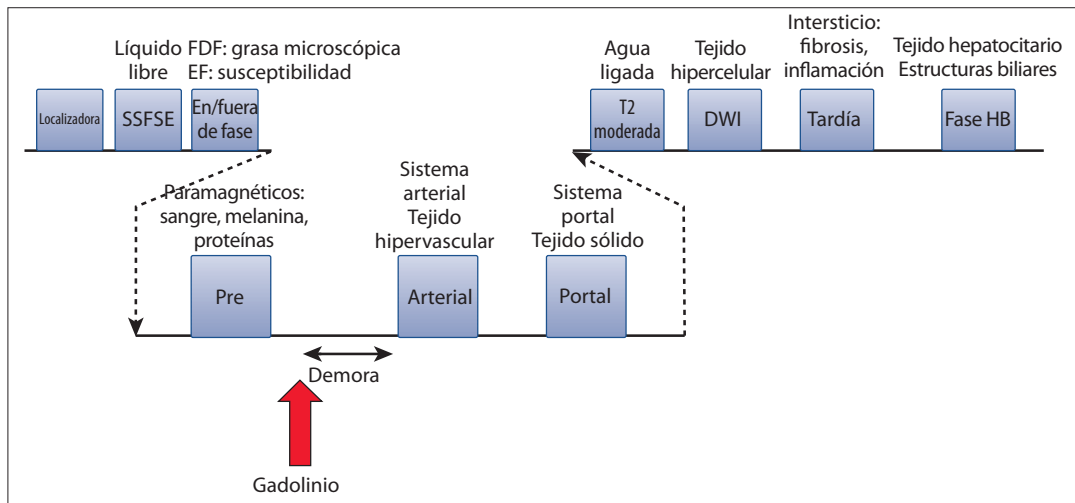 Líquido
libre
FDF: grasa microscópica
EF: susceptibilidad
Localizadora
SSFSE
En/fuera
de fase
Agua
ligada
Tejido
hipercelular
Intersticio:
fibrosis,
inflamación
Tejido hepatocitario
Estructuras biliares
T2
moderada
DWI
Tardía
Fase HB
Paramagnéticos:
sangre, melanina,
proteínas
Sistema
arterial
Tejido
hipervascular
Sistema
portal
Tejido sólido
Pre
Arterial
Portal
Demora
Gadolinio